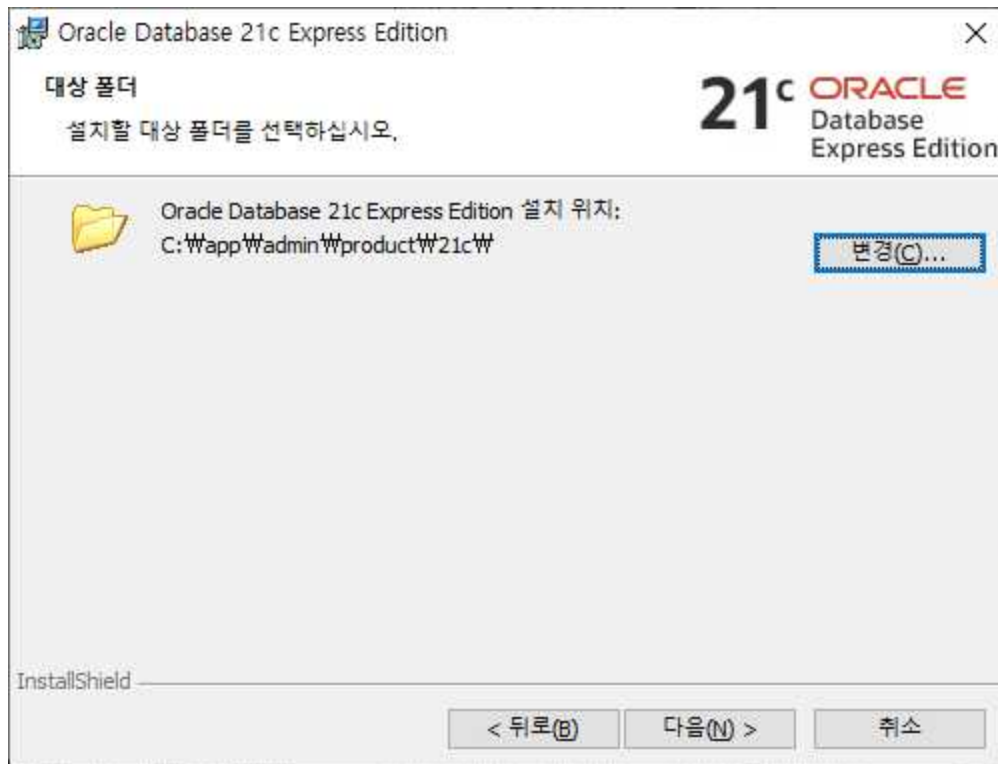 Oracle Database 21c Express Edition
대상 폴더
설치할 대상 폴더를 선택하십시오.
21c ORACLE
Database
Express Edition
Oracle Database 21c Express Edition 설치 위치:
C:₩app₩admin₩product₩21c₩
변경(C)...
InstallShield
< 뒤로(B)
다음(N) >
취소